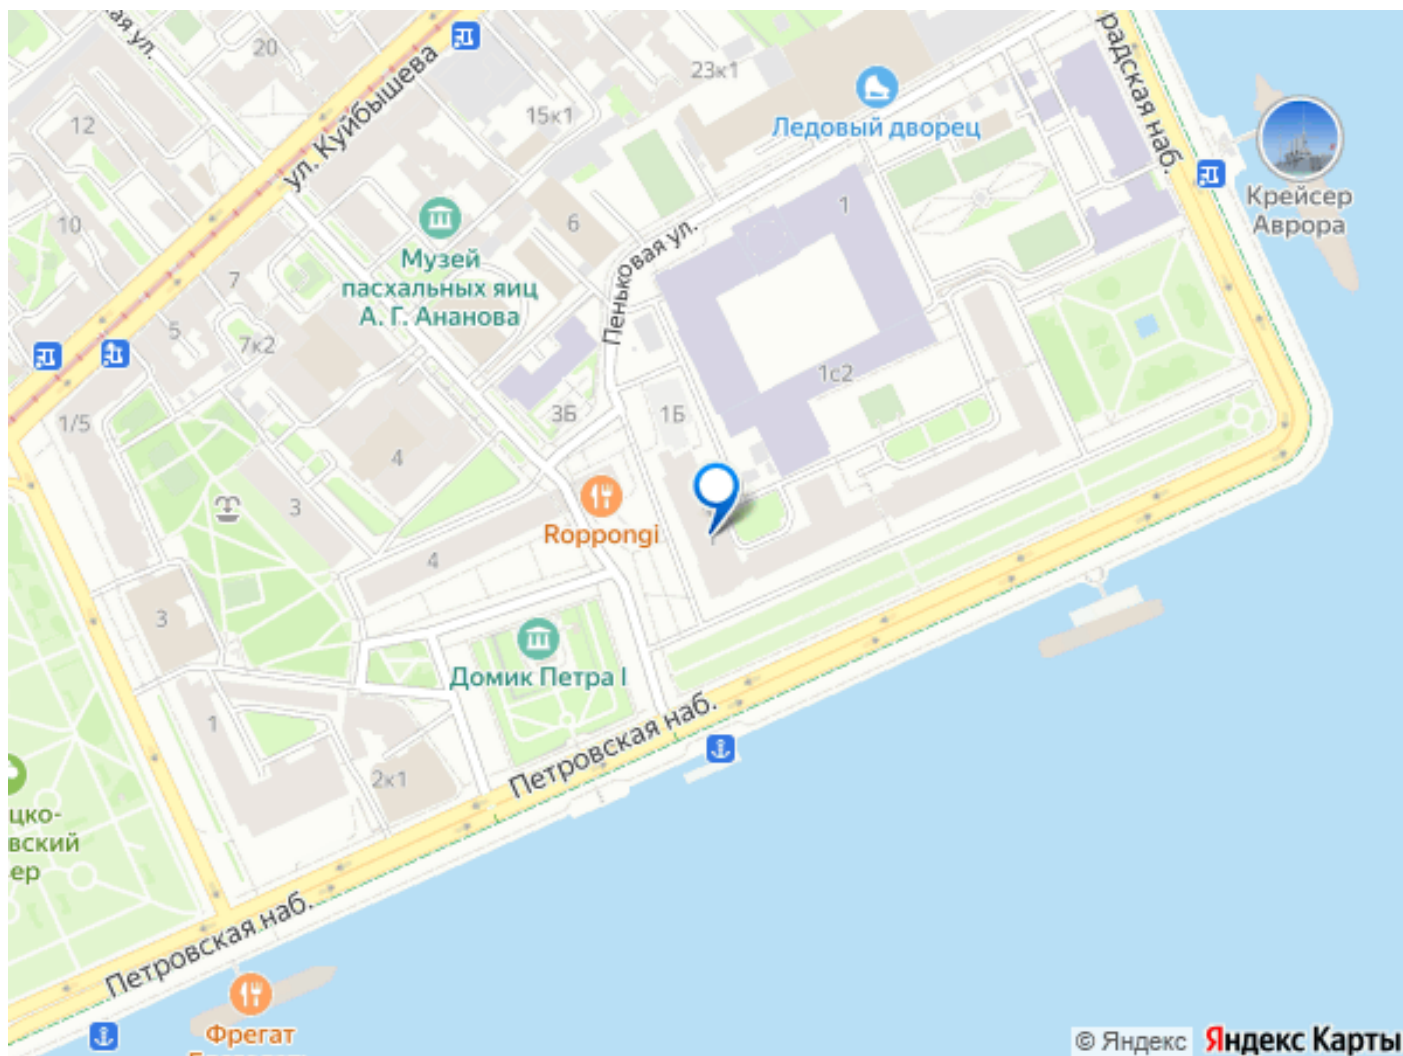 ая ул.
20
ул. Куйбышева
23к1
15к1
12
Ледовый дворец
радская наб.
Крейсер
Аврора
10
7
6
1
Музей
пасхальных яиц
А. Г. Ананова
Пеньковая ул.
5
7к2
1с2
1/5
3Б
1Б
4
3
Roppongi
4
3
Домик Петра I
1
2к1
Петровская наб.
цко-
вский
ер
Петровская наб.
Фрегат
© Яндекс
Яндекс Карты